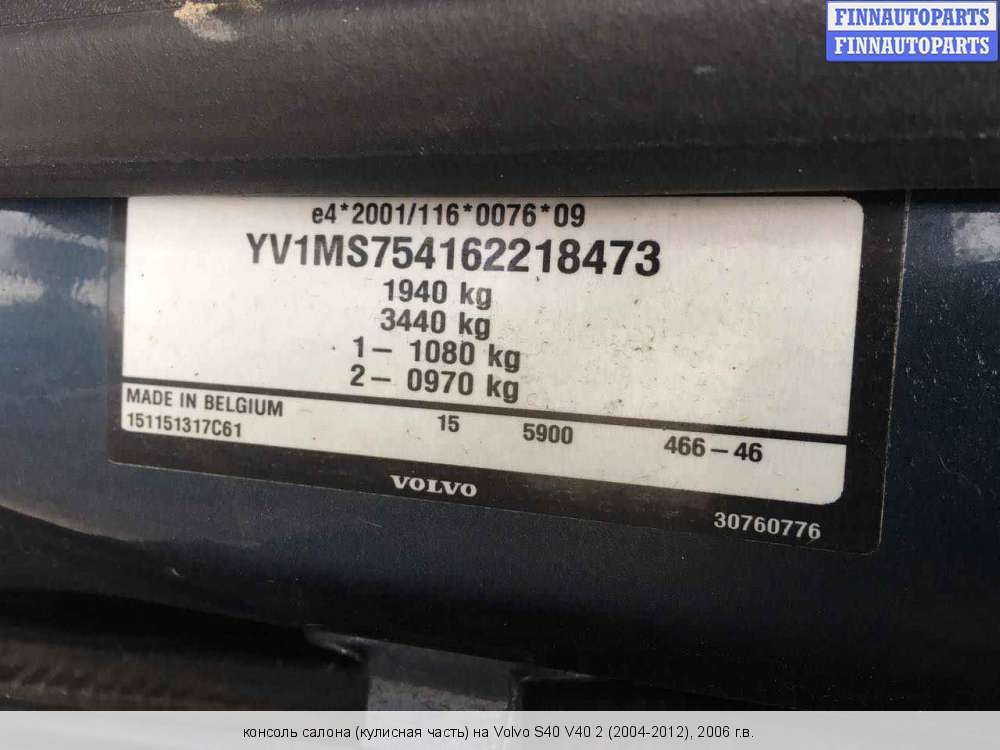 FINNAUTOPARTS
FINNAUTOPARTS
e4*2001/116*0076*09
YV1MS754162218473
1940 kg
3440 kg
1- 1080 kg
2- 0970 kg
MADE IN BELGIUM
151151317C61 15 5900 466-46
VOLVO
30760776
консоль салона (кулисная часть) на Volvo S40 V40 2 (2004-2012), 2006 г.в.